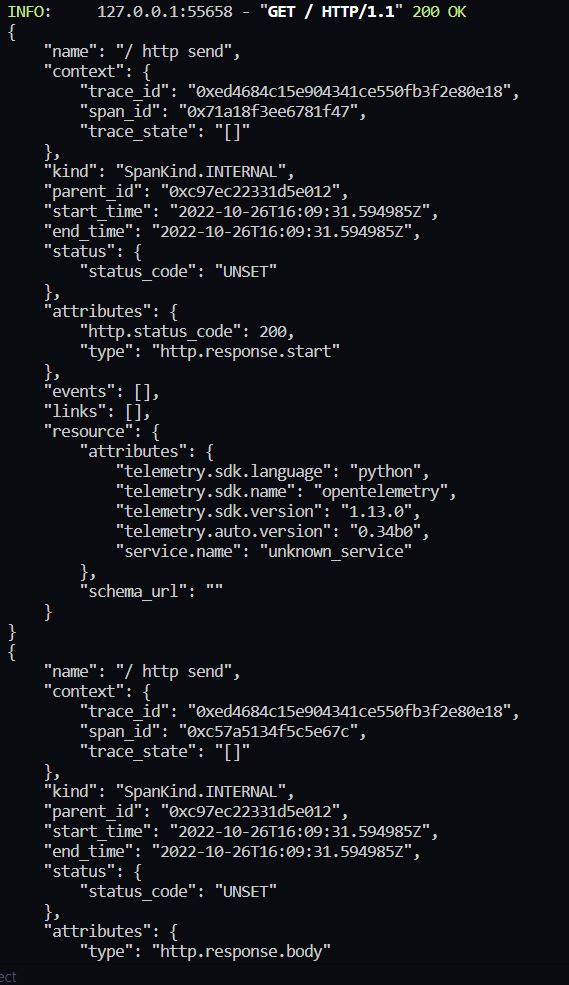 INFO:     127.0.0.1:55658 - "GET / HTTP/1.1" 200 OK
{
    "name": "/ http send",
    "context": {
        "trace_id": "0xed4684c15e904341ce550fb3f2e80e18",
        "span_id": "0x71a18f3ee6781f47",
        "trace_state": "[]"
    },
    "kind": "SpanKind.INTERNAL",
    "parent_id": "0xc97ec22331d5e012",
    "start_time": "2022-10-26T16:09:31.594985Z",
    "end_time": "2022-10-26T16:09:31.594985Z",
    "status": {
        "status_code": "UNSET"
    },
    "attributes": {
        "http.status_code": 200,
        "type": "http.response.start"
    },
    "events": [],
    "links": [],
    "resource": {
        "attributes": {
            "telemetry.sdk.language": "python",
            "telemetry.sdk.name": "opentelemetry",
            "telemetry.sdk.version": "1.13.0",
            "telemetry.auto.version": "0.34b0",
            "service.name": "unknown_service"
        },
        "schema_url": ""
    }
}
{
    "name": "/ http send",
    "context": {
        "trace_id": "0xed4684c15e904341ce550fb3f2e80e18",
        "span_id": "0xc57a5134f5c5e67c",
        "trace_state": "[]"
    },
    "kind": "SpanKind.INTERNAL",
    "parent_id": "0xc97ec22331d5e012",
    "start_time": "2022-10-26T16:09:31.594985Z",
    "end_time": "2022-10-26T16:09:31.594985Z",
    "status": {
        "status_code": "UNSET"
    },
    "attributes": {
        "type": "http.response.body"
ect